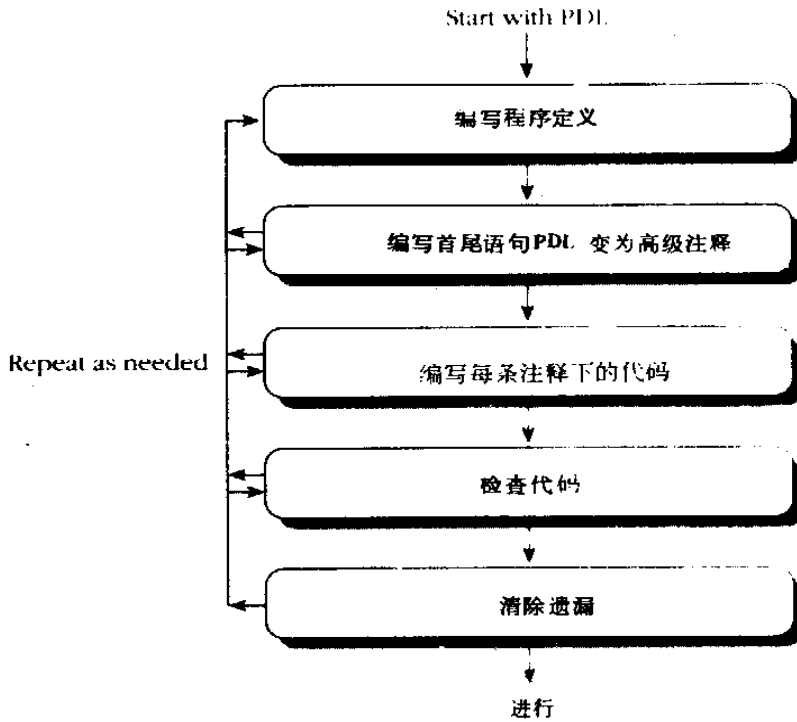 Start with PDL
编写程序定义
编写首尾语句PDL 变为高级注释
Repeat as needed
编写每条注释下的代码
检查代码
清除遗漏
进行